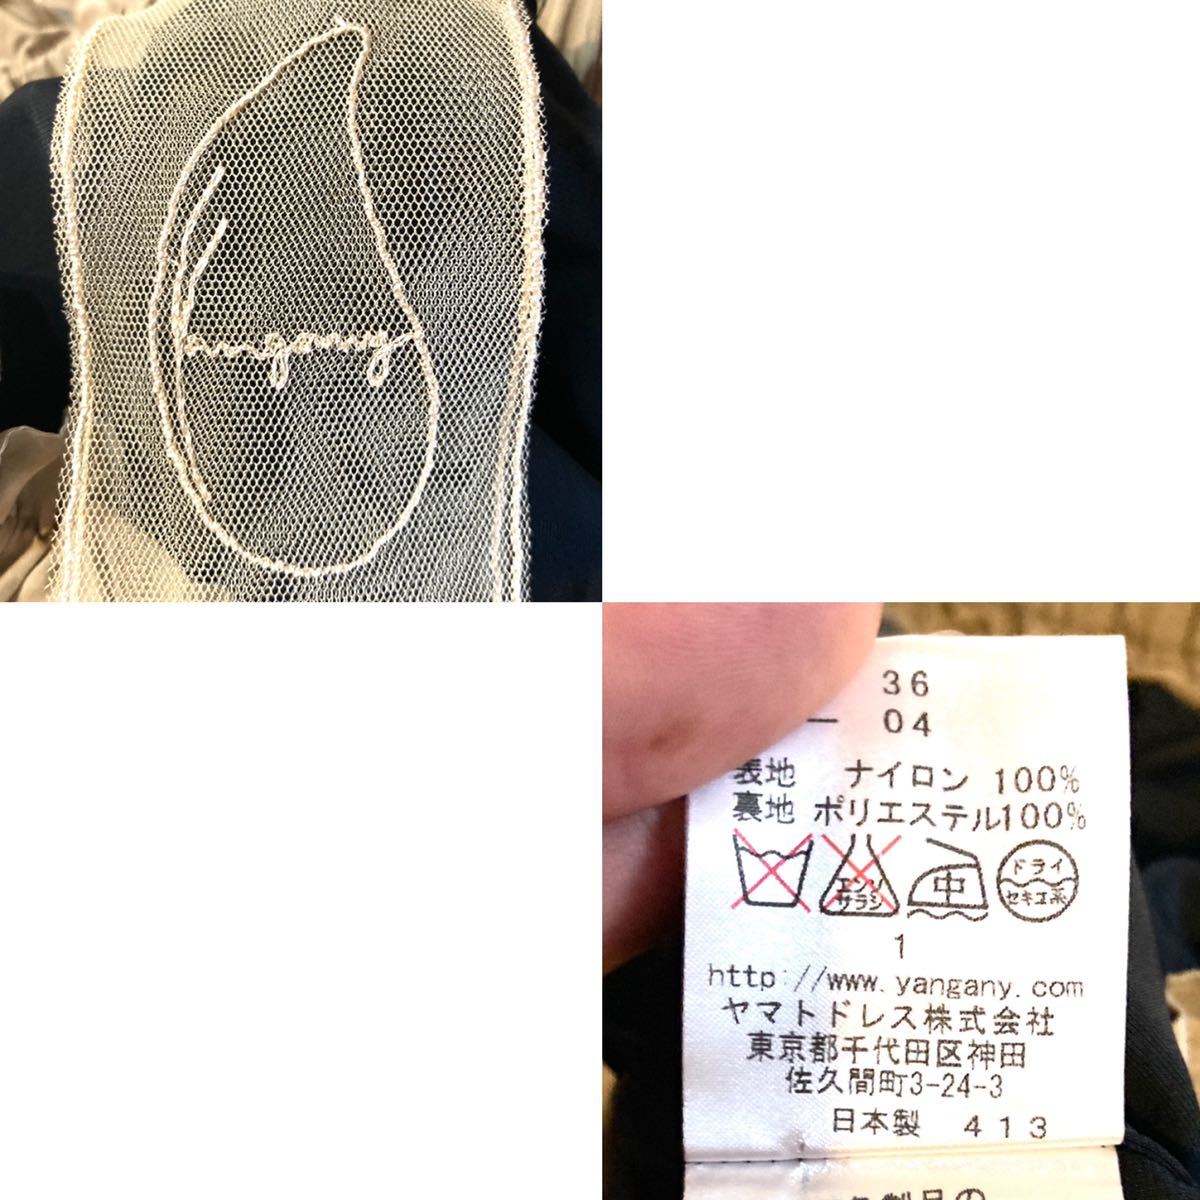 yangany
36
— 04
表地 ナイロン 100%
裏地 ポリエステル100%
エンソ
サラシ
中
ドライ
セキユ系
1
http://www.yangany.com
ヤマトドレス株式会社
東京都千代田区神田
佐久間町3-24-3
日本製 413
製品の